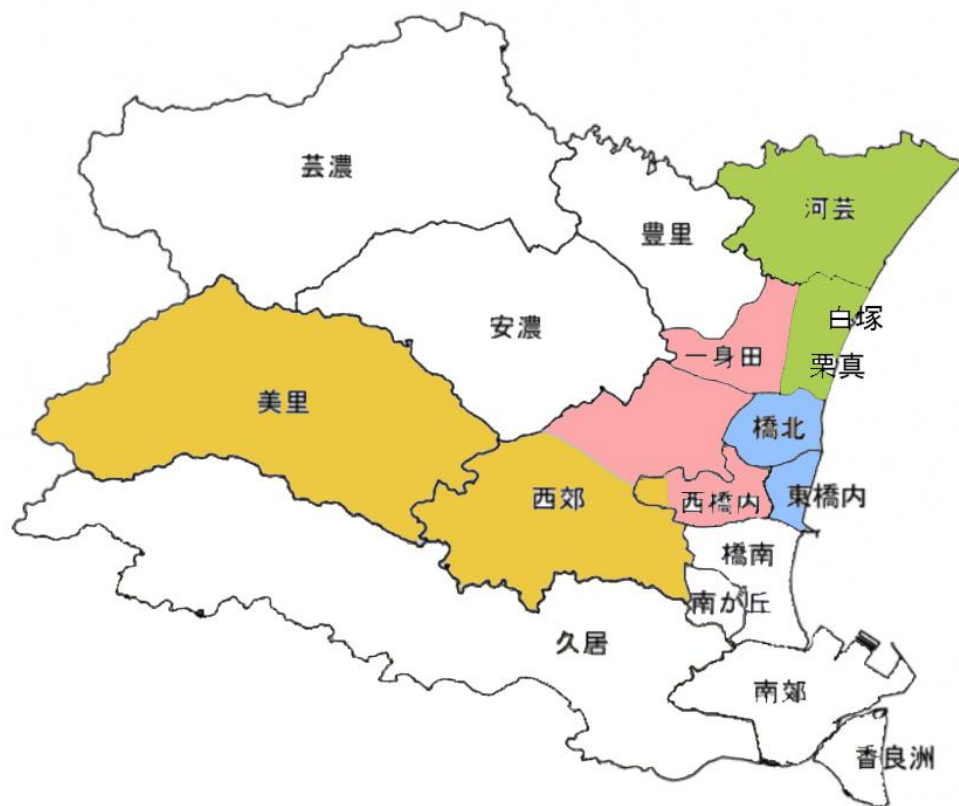 芸濃
河芸
豊里
白塚
安濃
一身田
栗真
美里
橋北
西郊
西橋内
東橋内
橋南
南が丘
久居
南郊
香良洲